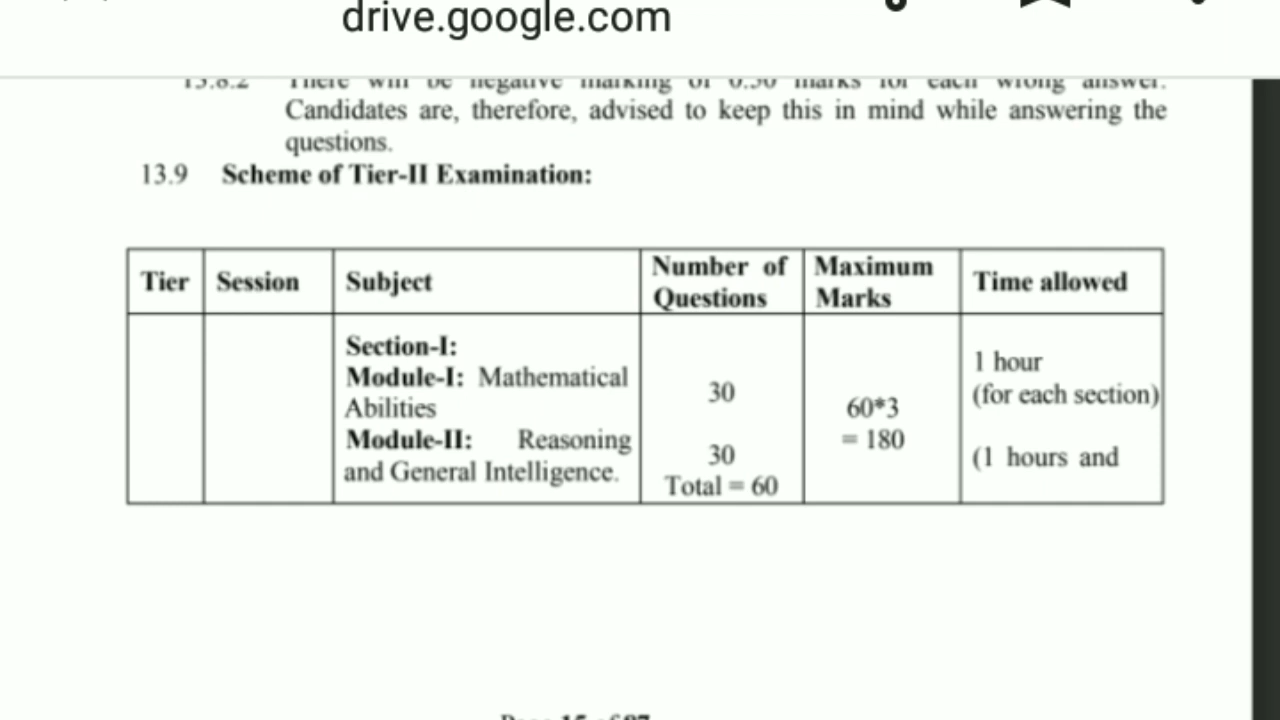 drive.google.com
13.8.2 There will be negative marking of 0.50 marks for each wrong answer.
Candidates are, therefore, advised to keep this in mind while answering the
questions.
13.9 Scheme of Tier-II Examination:
Tier Session Subject Number of Questions Maximum Marks Time allowed
Section-I:
Module-I: Mathematical
Abilities
Module-II: Reasoning
and General Intelligence.
30
30
Total = 60
60*3
= 180
1 hour
(for each section)
(1 hours and